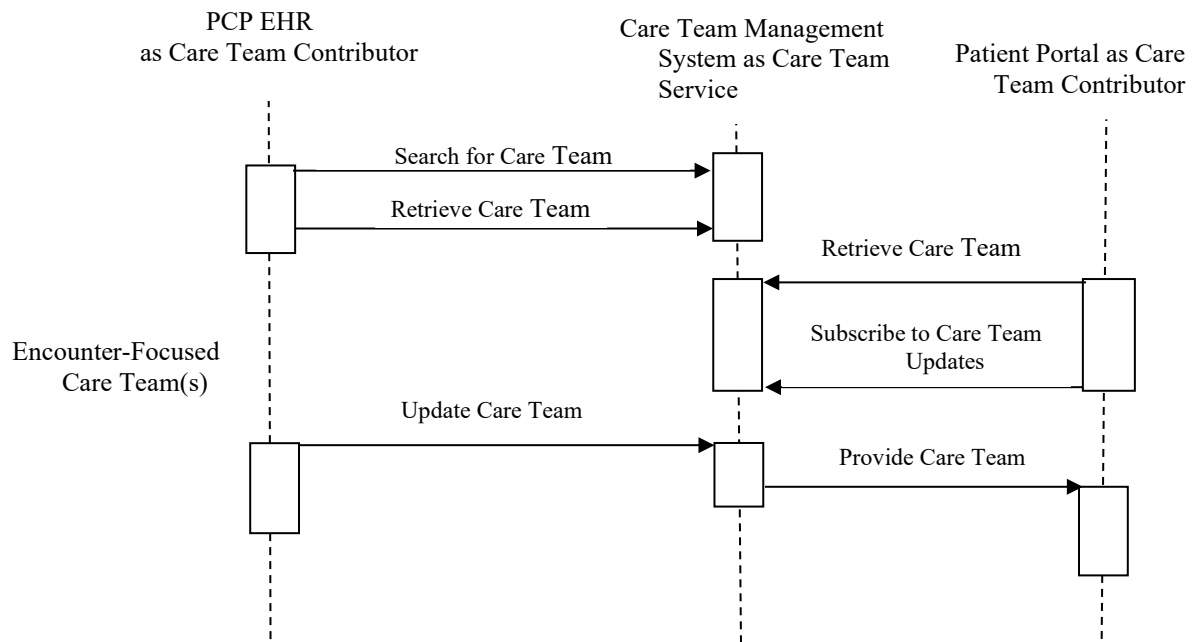 PCP EHR
as Care Team Contributor
Care Team Management
System as Care Team
Service
Patient Portal as Care
Team Contributor
Search for Care Team
Retrieve Care Team
Retrieve Care Team
Subscribe to Care Team
Updates
Encounter-Focused
Care Team(s)
Update Care Team
Provide Care Team